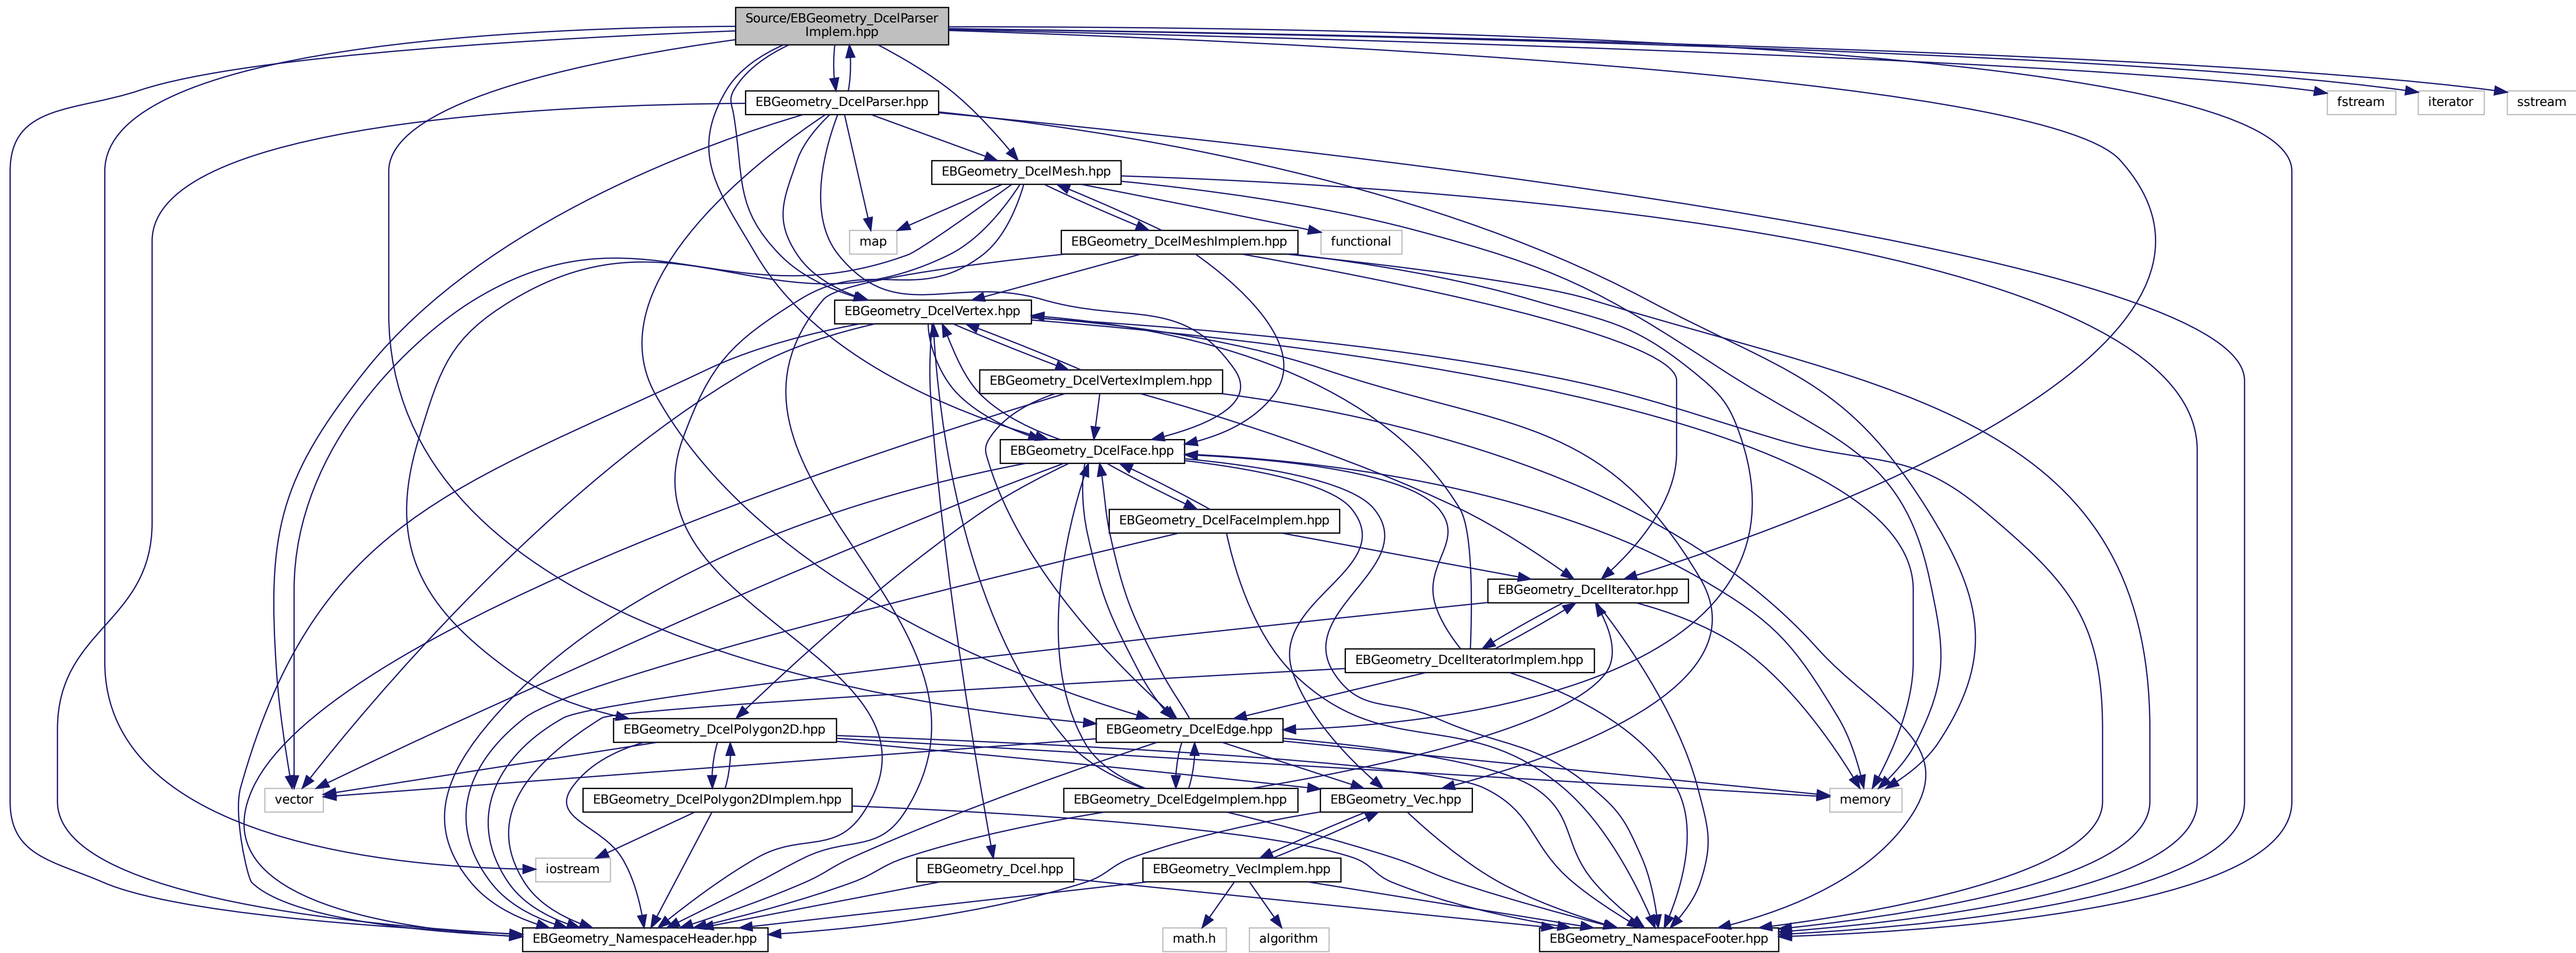 Source/EBGeometry_DcelParser
Implem.hpp
EBGeometry_DcelParser.hpp
fstream
iterator
sstream
EBGeometry_DcelMesh.hpp
map
EBGeometry_DcelMeshImplem.hpp
functional
EBGeometry_DcelVertex.hpp
EBGeometry_DcelVertexImplem.hpp
EBGeometry_DcelFace.hpp
EBGeometry_DcelFaceImplem.hpp
EBGeometry_DcelIterator.hpp
EBGeometry_DcelIteratorImplem.hpp
EBGeometry_DcelPolygon2D.hpp
EBGeometry_DcelEdge.hpp
vector
EBGeometry_DcelPolygon2DImplem.hpp
EBGeometry_DcelEdgeImplem.hpp
EBGeometry_Vec.hpp
memory
iostream
EBGeometry_Dcel.hpp
EBGeometry_VecImplem.hpp
EBGeometry_NamespaceHeader.hpp
math.h
algorithm
EBGeometry_NamespaceFooter.hpp